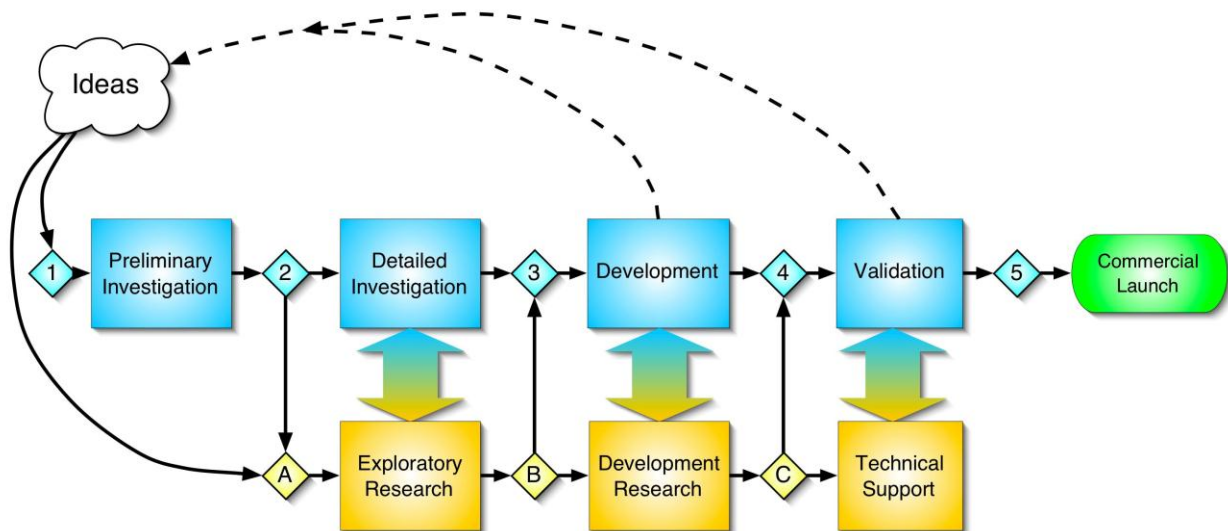 Ideas
1
Preliminary
Investigation
2
Detailed
Investigation
3
Development
4
Validation
5
Commercial
Launch
A
Exploratory
Research
B
Development
Research
C
Technical
Support